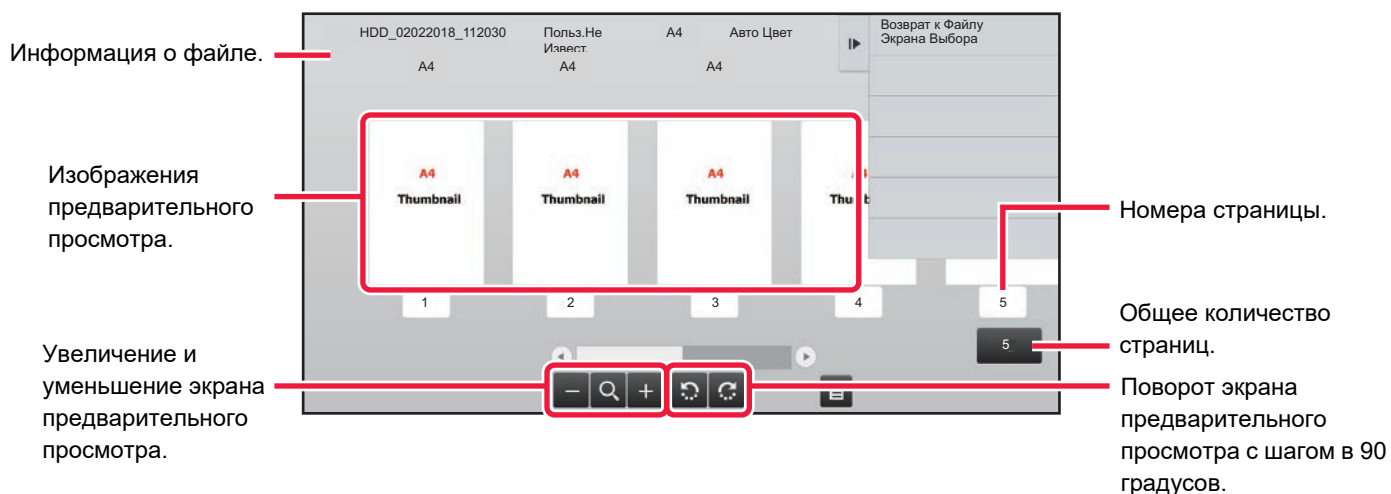 Информация о файле.
HDD_02022018_112030 Польз.Не Извест. A4 Авто Цвет
A4 A4 A4
Возврат к Файлу
Экрана Выбора
Изображения
предварительного
просмотра.
A4 A4 A4
Thumbnail Thumbnail Thumbnail
Номера страницы.
1 2 3 4 5
Общее количество
страниц.
5
Увеличение и
уменьшение экрана
предварительного
просмотра.
Поворот экрана
предварительного
просмотра с шагом в 90
градусов.